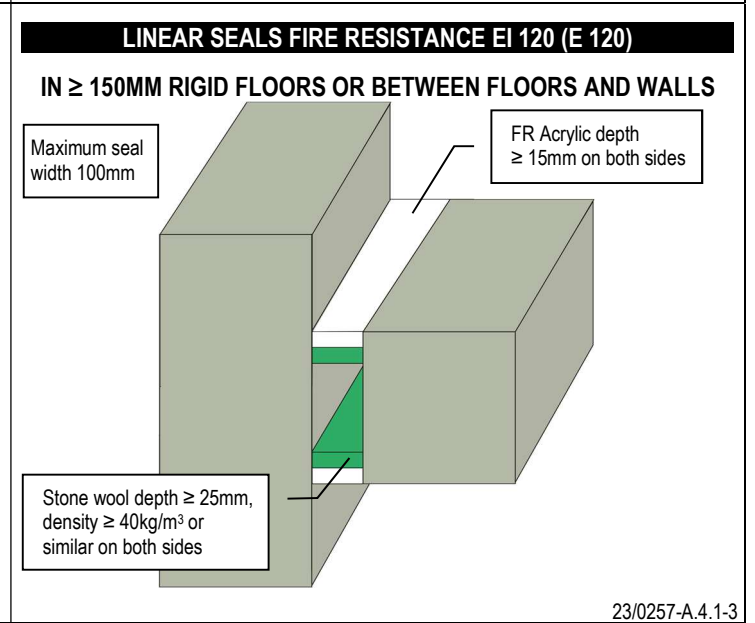 LINEAR SEALS FIRE RESISTANCE EI 120 (E 120)
IN ≥ 150MM RIGID FLOORS OR BETWEEN FLOORS AND WALLS
Maximum seal
width 100mm
FR Acrylic depth
≥ 15mm on both sides
Stone wool depth ≥ 25mm,
density ≥ 40kg/m³ or
similar on both sides
23/0257-A.4.1-3